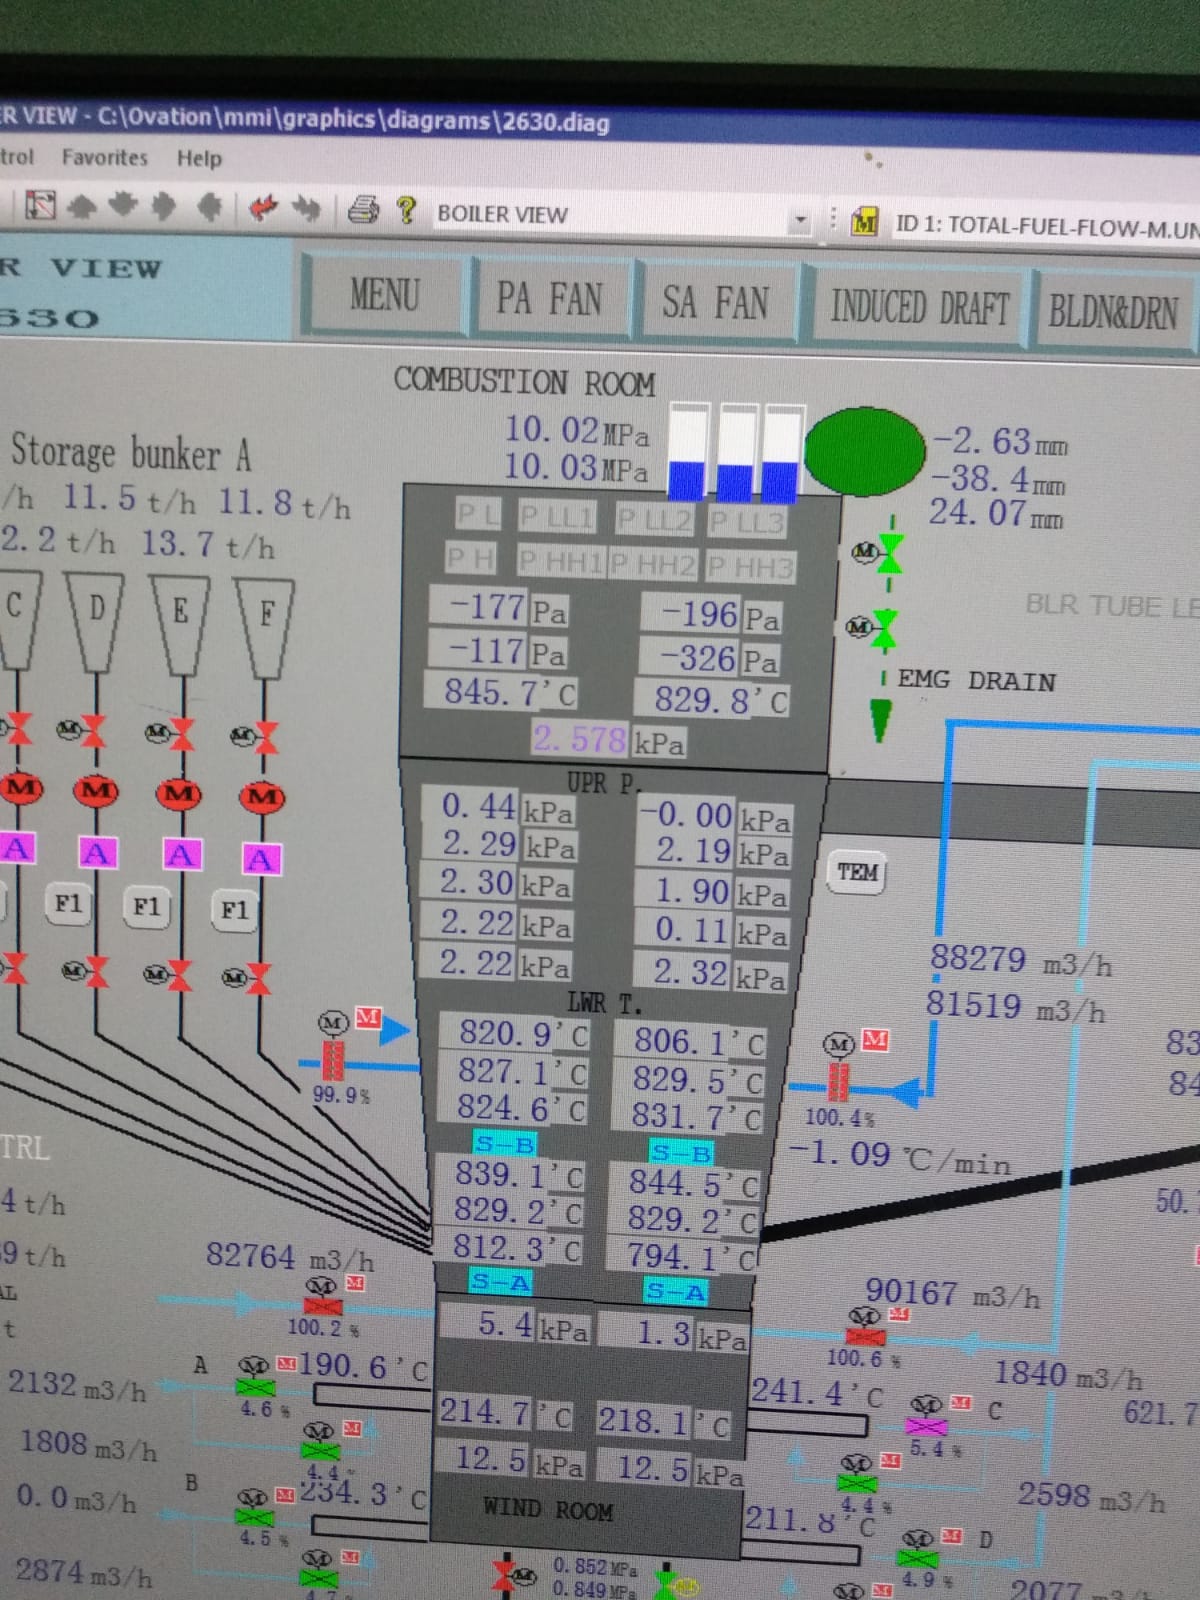 ER VIEW - C:\Ovation\mmi\graphics\diagrams\2630.diag
trol Favorites Help
BOILER VIEW
ID 1: TOTAL-FUEL-FLOW-M.UN
R VIEW
630
MENU
PA FAN
SA FAN
INDUCED DRAFT
BLDN&DRN
COMBUSTION ROOM
10.02 MPa
10.03 MPa
-2.63 mm
-38.4 mm
24.07 mm
Storage bunker A
/h 11.5 t/h 11.8 t/h
2.2 t/h 13.7 t/h
P L P LL1 P LL2 P LL3
P H P HH1 P HH2 P HH3
C D E F
-177 Pa -196 Pa
-117 Pa -326 Pa
845.7'C 829.8'C
2.578 kPa
M
M
BLR TUBE LE
EMG DRAIN
M M M
M M M M
A A A A
F1 F1 F1
M M M
UPR P.
0.44 kPa -0.00 kPa
2.29 kPa 2.19 kPa
2.30 kPa 1.90 kPa
2.22 kPa 0.11 kPa
2.22 kPa 2.32 kPa
TEM
88279 m3/h
81519 m3/h
LWR T.
820.9'C 806.1'C
827.1'C 829.5'C
824.6'C 831.7'C
S-B S-B
839.1'C 844.5'C
829.2'C 829.2'C
812.3'C 794.1'C
S-A S-A
M M
99.9%
M M
100.4%
-1.09 ℃/min
83
84
50.
TRL
4 t/h
9 t/h
t
82764 m3/h
M M
100.2 %
5.4 kPa 1.3 kPa
90167 m3/h
M M
100.6 %
1840 m3/h
621.7
2132 m3/h
A
M M 190.6'C
4.6 %
M M
4.4
1808 m3/h
214.7'C 218.1'C
12.5 kPa 12.5 kPa
241.4'C
M M C
5.4 %
M M
4.4 %
2598 m3/h
B
0.0 m3/h
M M 234.3'C
4.5 %
M M
2874 m3/h
WIND ROOM
211.8'C
M M D
4.9 %
M M
2077
M
0.852 MPa
0.849 MPa